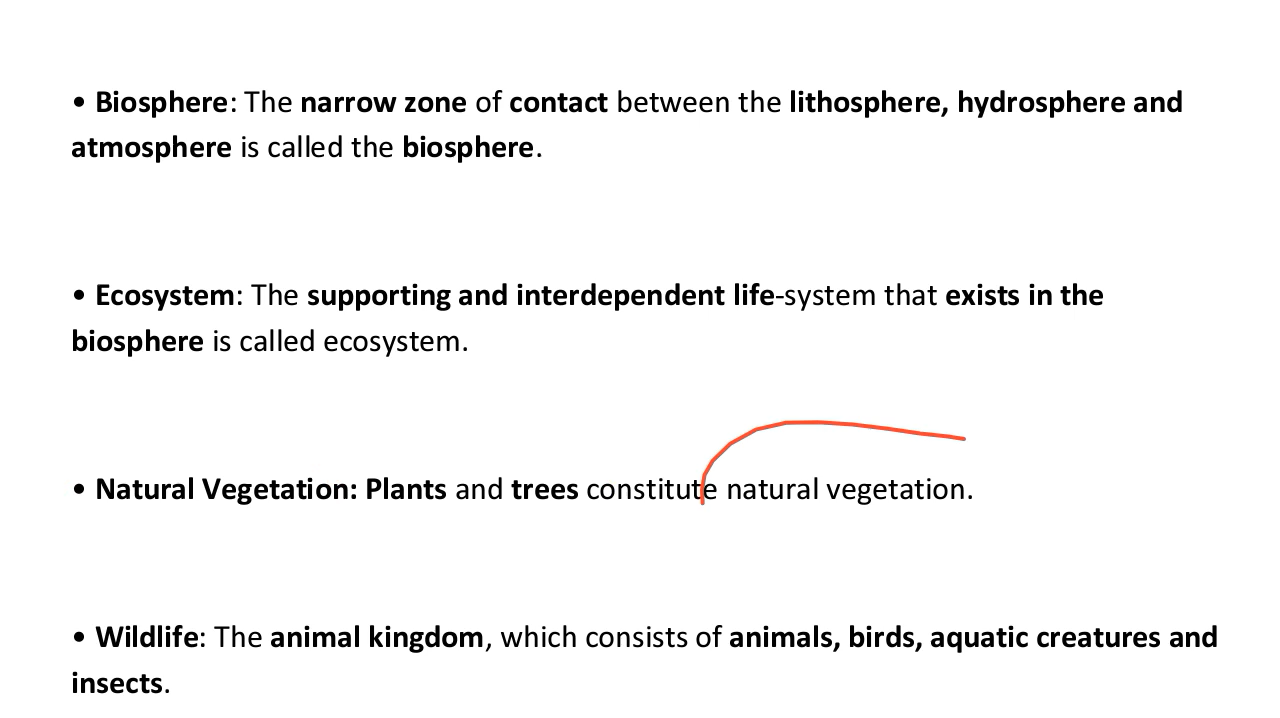 • Biosphere: The narrow zone of contact between the lithosphere, hydrosphere and
atmosphere is called the biosphere.
• Ecosystem: The supporting and interdependent life-system that exists in the
biosphere is called ecosystem.
• Natural Vegetation: Plants and trees constitute natural vegetation.
• Wildlife: The animal kingdom, which consists of animals, birds, aquatic creatures and
insects.